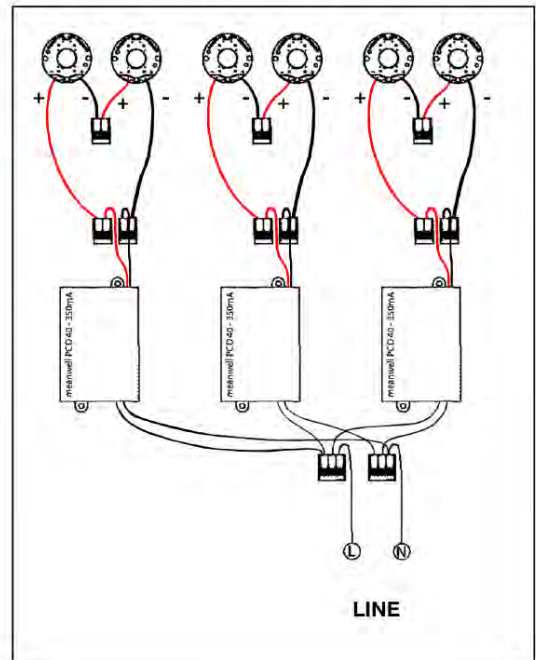 + - + -
+ - + -
+ - + -
meanwell PCD 40 - 350mA
meanwell PCD 40 - 350mA
meanwell PCD 40 - 350mA
L
N
LINE